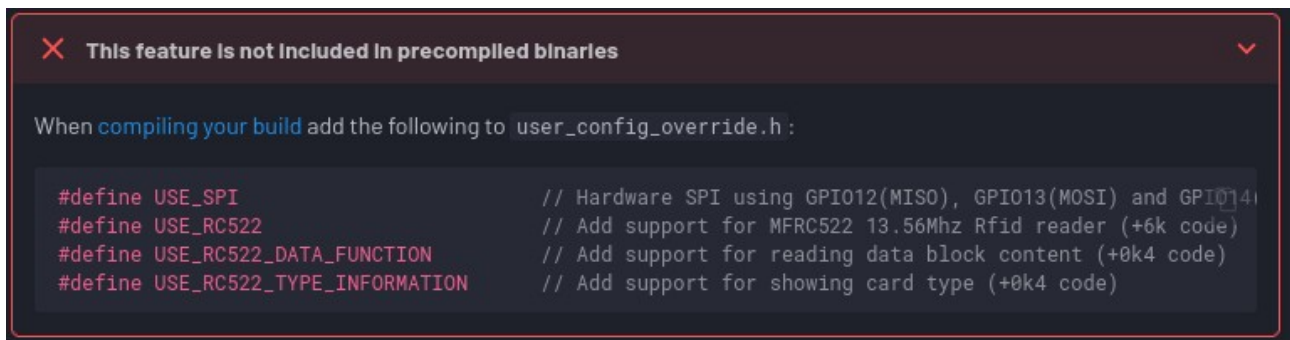 This feature is not included in precompiled binaries
When compiling your build add the following to user_config_override.h:
#define USE_SPI // Hardware SPI using GPIO12(MISO), GPIO13(MOSI) and GPIO14(
#define USE_RC522 // Add support for MFRC522 13.56Mhz Rfid reader (+6k code)
#define USE_RC522_DATA_FUNCTION // Add support for reading data block content (+0k4 code)
#define USE_RC522_TYPE_INFORMATION // Add support for showing card type (+0k4 code)